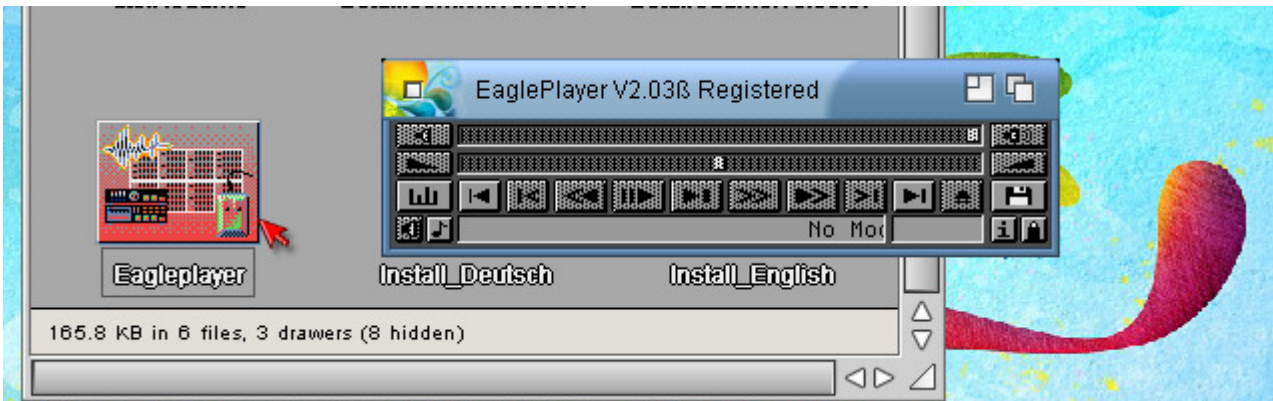 EaglePlayer V2.03ß Registered
No Mod
Eagleplayer
Install_Deutsch
Install_English
165.8 KB in 6 files, 3 drawers (8 hidden)